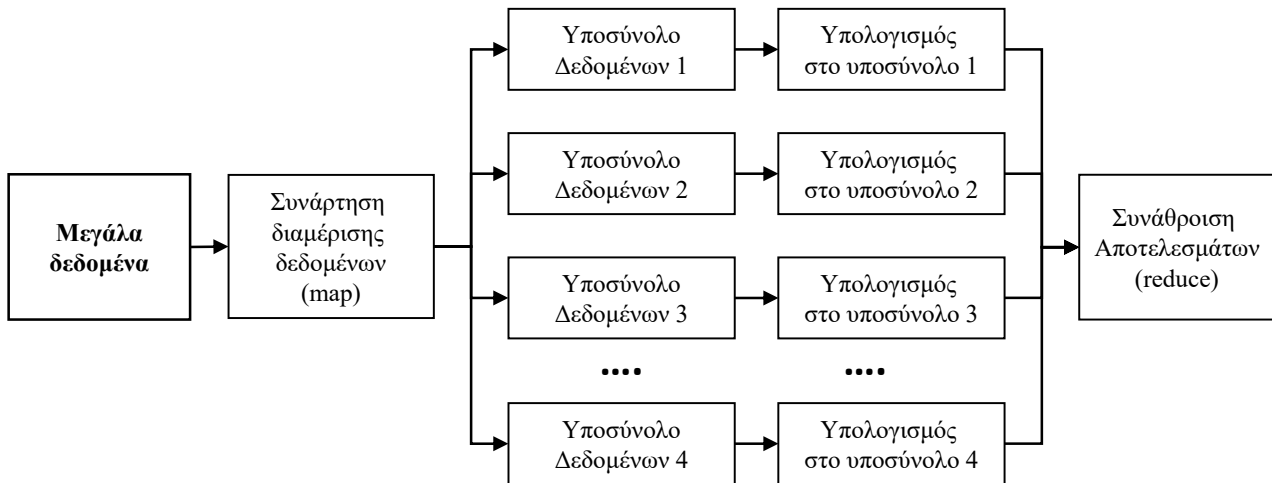 Μεγάλα
δεδομένα
Συνάρτηση
διαμέρισης
δεδομένων
(map)
Υποσύνολο
Δεδομένων 1
Υπολογισμός
στο υποσύνολο 1
Υποσύνολο
Δεδομένων 2
Υπολογισμός
στο υποσύνολο 2
Υποσύνολο
Δεδομένων 3
Υπολογισμός
στο υποσύνολο 3
....
....
Υποσύνολο
Δεδομένων 4
Υπολογισμός
στο υποσύνολο 4
Συνάθροιση
Αποτελεσμάτων
(reduce)